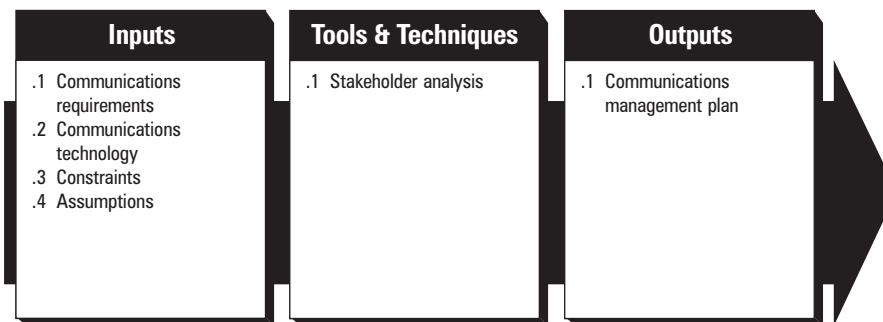 Inputs
.1 Communications
requirements
.2 Communications
technology
.3 Constraints
.4 Assumptions
Tools & Techniques
.1 Stakeholder analysis
Outputs
.1 Communications
management plan